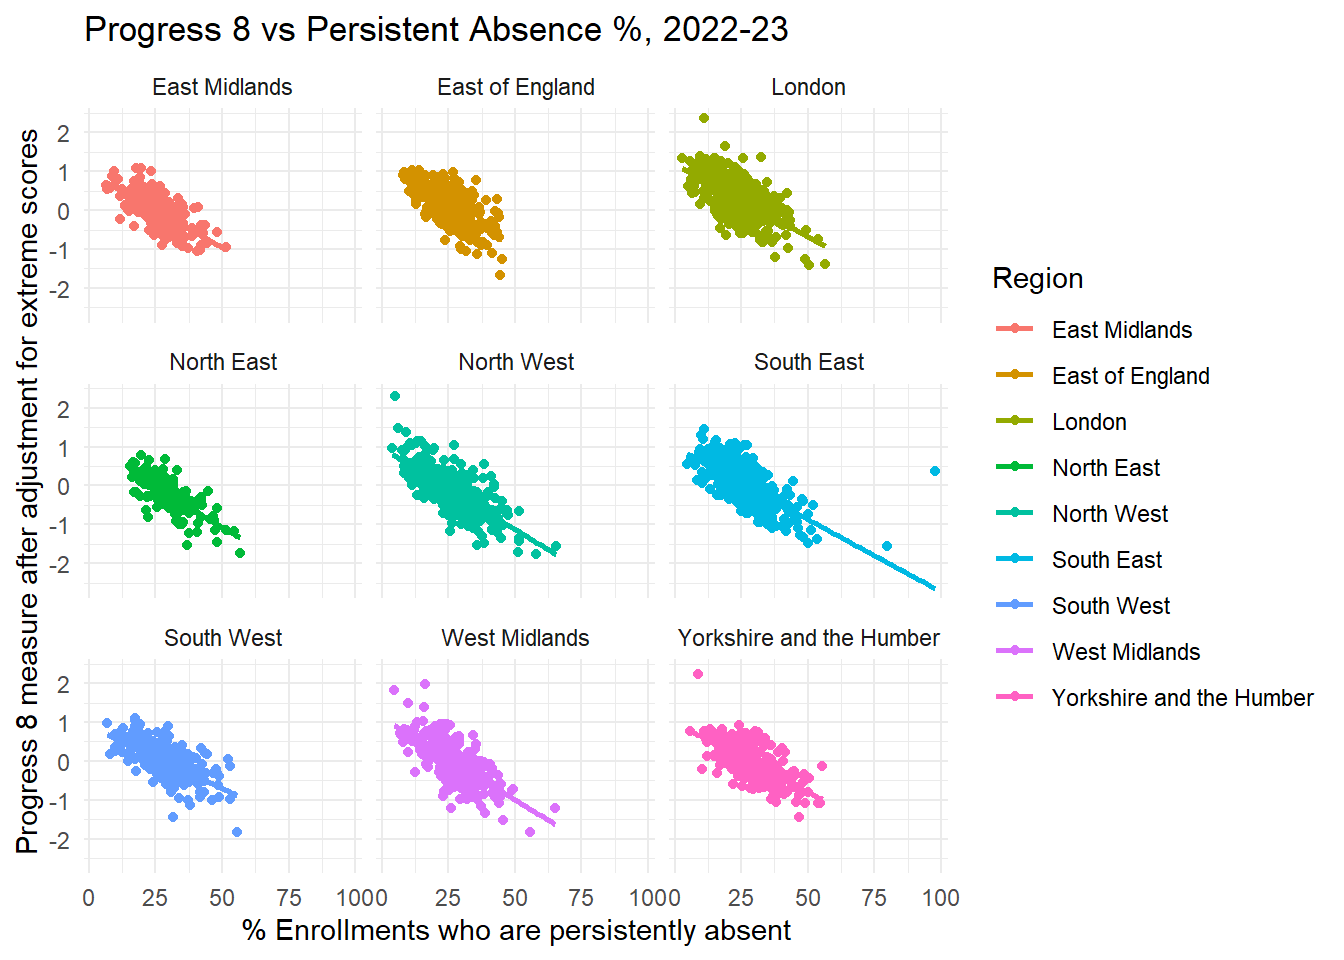 Progress 8 vs Persistent Absence %, 2022-23
Progress 8 measure after adjustment for extreme scores
East Midlands
East of England
London
2
1
0
-1
-2
North East
North West
South East
2
1
0
-1
-2
South West
West Midlands
Yorkshire and the Humber
2
1
0
-1
-2
0 25 50 75 100 0 25 50 75 100 0 25 50 75 100
% Enrollments who are persistently absent
Region
East Midlands
East of England
London
North East
North West
South East
South West
West Midlands
Yorkshire and the Humber